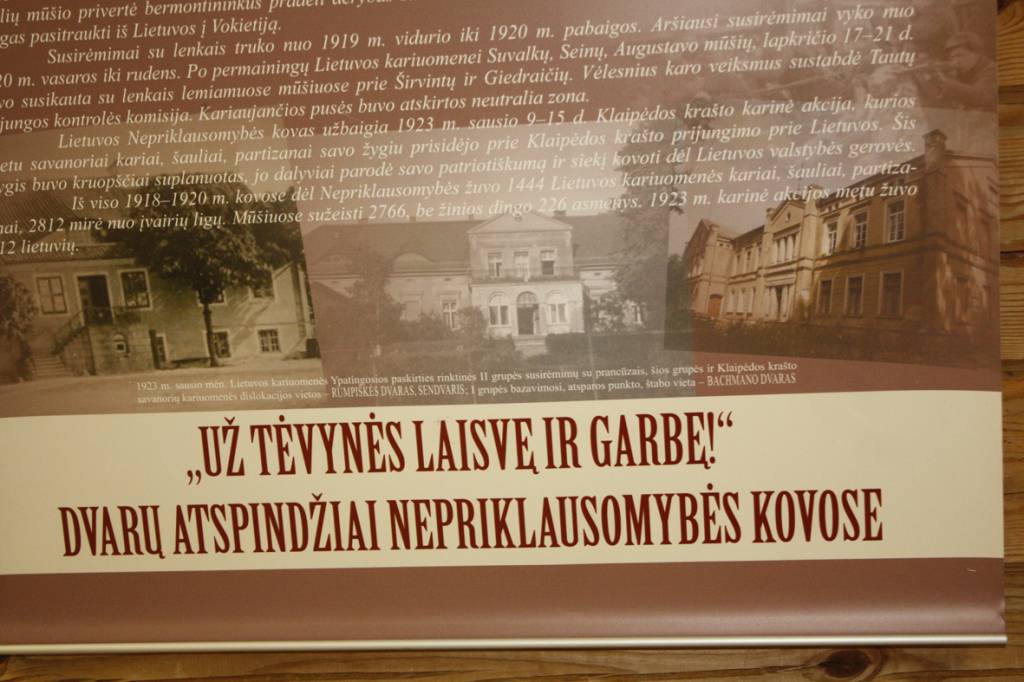 lių mūšio privertė bermontininkus pradėti
gas pasitraukti iš Lietuvos į Vokietiją.
Susirėmimai su lenkais truko nuo 1919 m. vidurio iki 1920 m. pabaigos. Aršiausi susirėmimai vyko nuo
20 m. vasaros iki rudens. Po permainingų Lietuvos kariuomenei Suvalkų, Seinų, Augustavo mūšių, lapkričio 17–21 d.
vo susikauta su lenkais lemiamuose mūšiuose prie Širvintų ir Giedraičių. Vėlesnius karo veiksmus sustabdė Tautų
jungos kontrolės komisija. Kariaujančios pusės buvo atskirtos neutralia zona.
Lietuvos Nepriklausomybės kovas užbaigia 1923 m. sausio 9–15 d. Klaipėdos krašto karinė akcija, kurios
etu savanoriai kariai, šauliai, partizanai savo žygiu prisidėjo prie Klaipėdos krašto prijungimo prie Lietuvos. Šis
ygis buvo kruopščiai suplanuotas, jo dalyviai parodė savo patriotiškumą ir siekį kovoti dėl Lietuvos valstybės gerovės.
Iš viso 1918–1920 m. kovose dėl Nepriklausomybės žuvo 1444 Lietuvos kariuomenės kariai, šauliai, partiza-
nai, 2812 mirė nuo įvairių ligų. Mūšiuose sužeisti 2766, be žinios dingo 226 asmenys. 1923 m. karinė akcijos metu žuvo
12 lietuvių.
1923 m. sausio mėn. Lietuvos kariuomenės Ypatingosios paskirties rinktinės II grupės susirėmimų su prancūzais, šios grupės ir Klaipėdos krašto
savanorių kariuomenės dislokacijos vietos – RUMPIŠKĖS DVARAS, SENDVARIS; I grupės bazavimosi, atsparos punkto, štabo vieta – BACHMANO DVARAS
„UŽ TĖVYNĖS LAISVĘ IR GARBĘ!“
DVARŲ ATSPINDŽIAI NEPRIKLAUSOMYBĖS KOVOSE